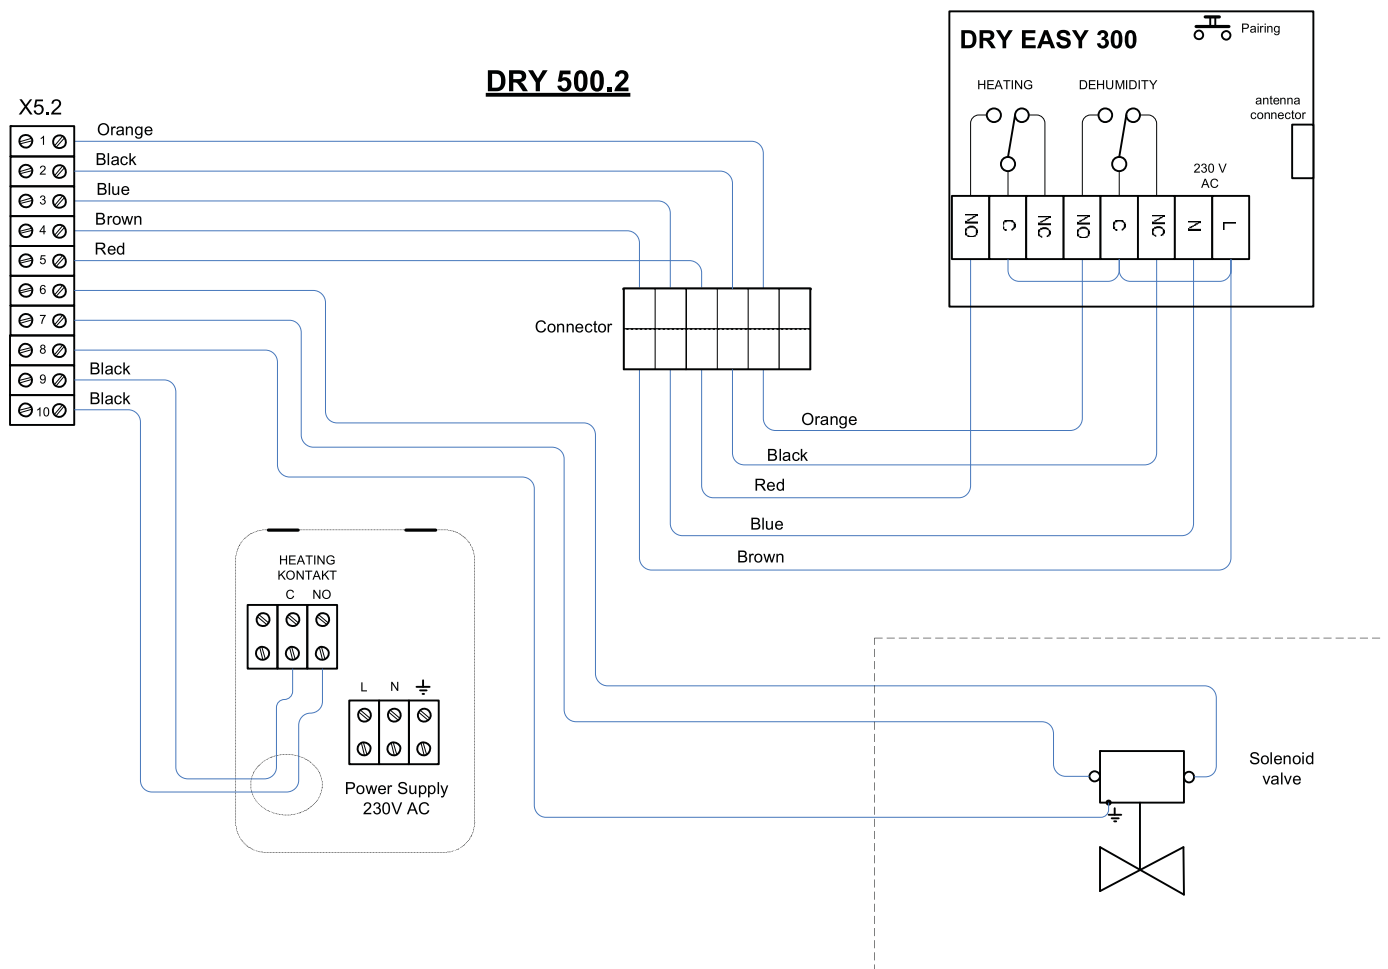 DRY 500.2
DRY EASY 300
Pairing
HEATING
DEHUMIDITY
antenna
connector
230 V
AC
NO
C
NC
NO
C
NC
N
L
X5.2
1
Orange
2
Black
3
Blue
4
Brown
5
Red
6
7
8
9
Black
10
Black
Connector
Orange
Black
Red
Blue
Brown
HEATING
KONTAKT
C NO
L N
Power Supply
230V AC
Solenoid
valve